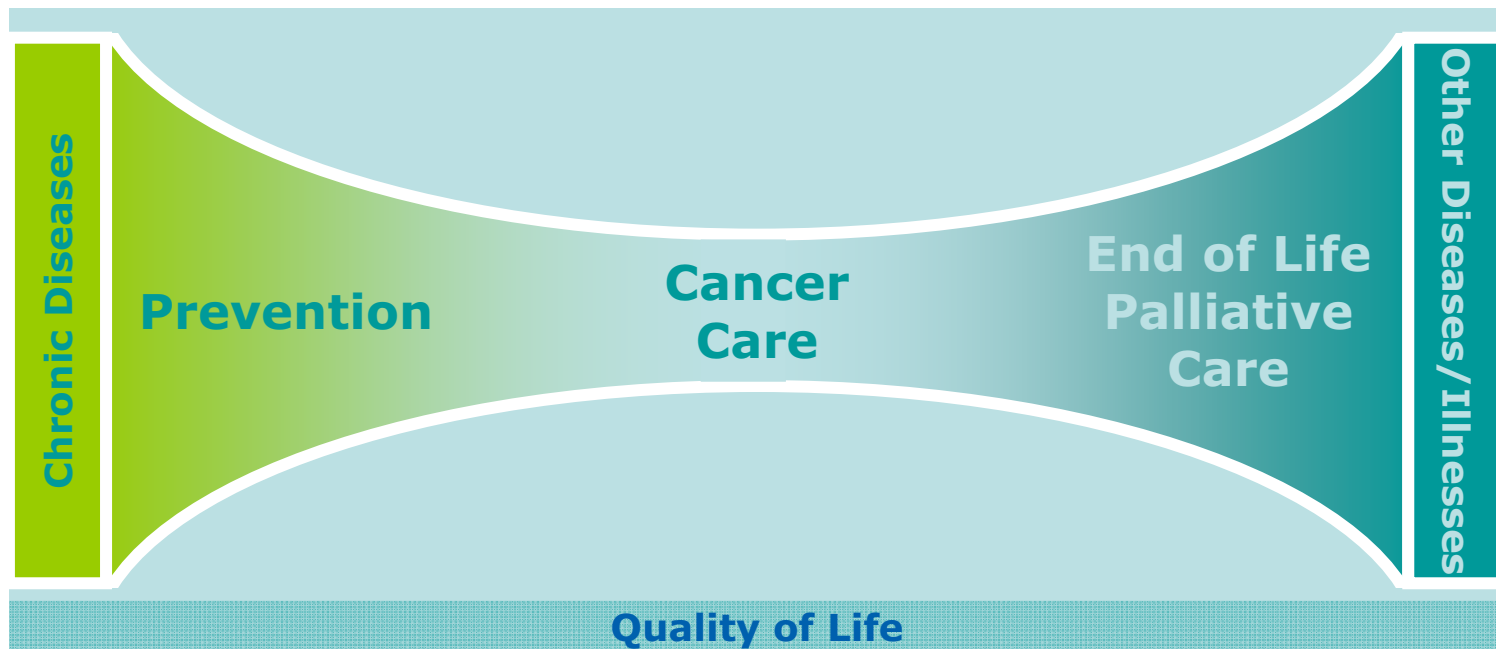 Chronic Diseases
Prevention
Cancer
Care
End of Life
Palliative
Care
Other Diseases/Illnesses
Quality of Life